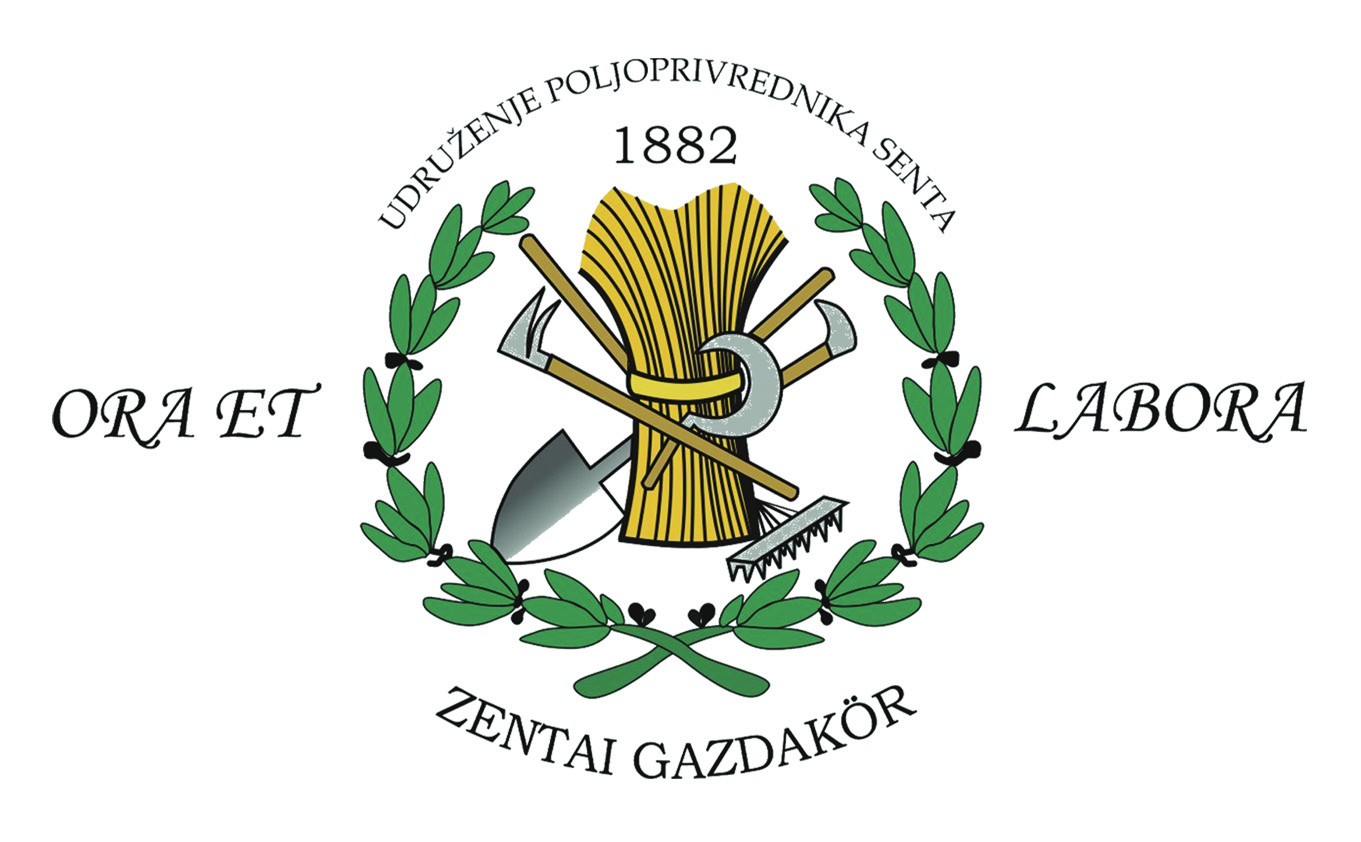 UDRUŽENJE POLJOPRIVREDNIKA SENTA
1882
ORA ET LABORA
ZENTAI GAZDAKÖR